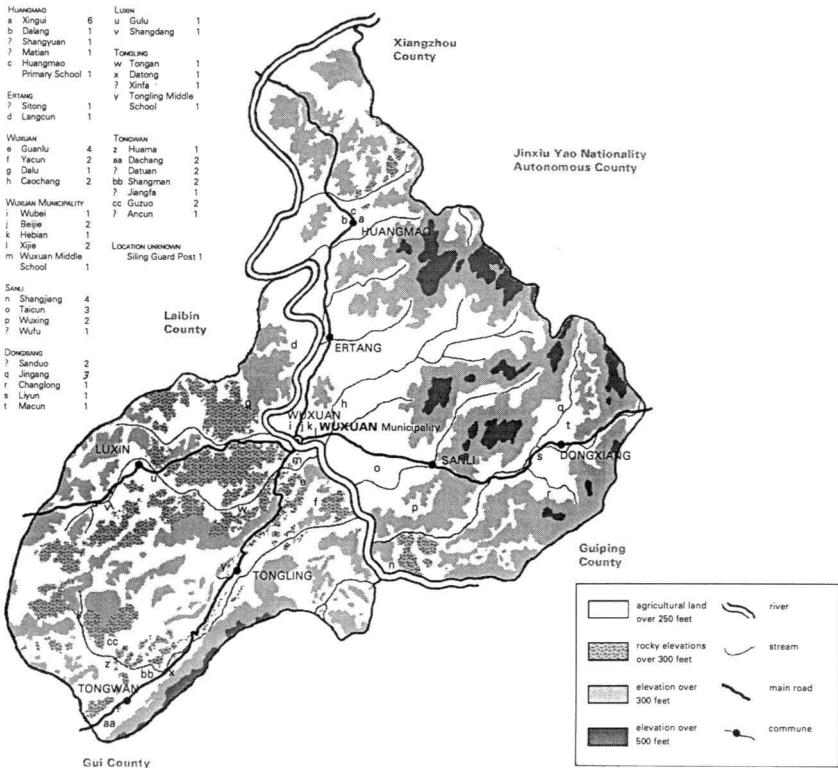 HUANGMAO
a Xingui 6
b Dalang 1
? Shangyuan 1
? Matian 1
c Huangmao
Primary School 1
ERTANG
? Sitong 1
d Langcun 1
WUXUAN
e Guanlu 4
f Yacun 2
g Dalu 1
h Caochang 2
WUXUAN MUNICIPALITY
i Wubei 1
j Beijie 2
k Hebian 1
l Xijie 2
m Wuxuan Middle
School 1
SANLI
n Shangjiang 4
o Taicun 3
p Wuxing 2
? Wufu 1
DONGXIANG
? Sanduo 2
q Jingang 3
r Changlong 1
s Liyun 1
t Macun 1
LUXIN
u Gulu 1
v Shangdang 1
TONGLING
w Tongan 1
x Datong 1
? Xinfa 1
y Tongling Middle
School 1
TONGWAN
z Huama 1
aa Dachang 2
? Datuan 2
bb Shangman 2
? Jiangfa 1
cc Guzuo 2
? Ancun 1
LOCATION UNKNOWN
Siling Guard Post 1
Xiangzhou
County
Jinxiu Yao Nationality
Autonomous County
c
b a
HUANGMAO
Laibin
County
ERTANG
d
g
h
WUXUAN
i j k l WUXUAN Municipality
q
t
LUXIN
SANLI
s DONGXIANG
m
o
u
e
v
w
f
p
Guiping
County
n
y
TONGLING
cc
z
bb x
TONGWAN
aa
Gui County
agricultural land
over 250 feet
river
rocky elevations
over 300 feet
stream
elevation over
300 feet
main road
elevation over
500 feet
commune